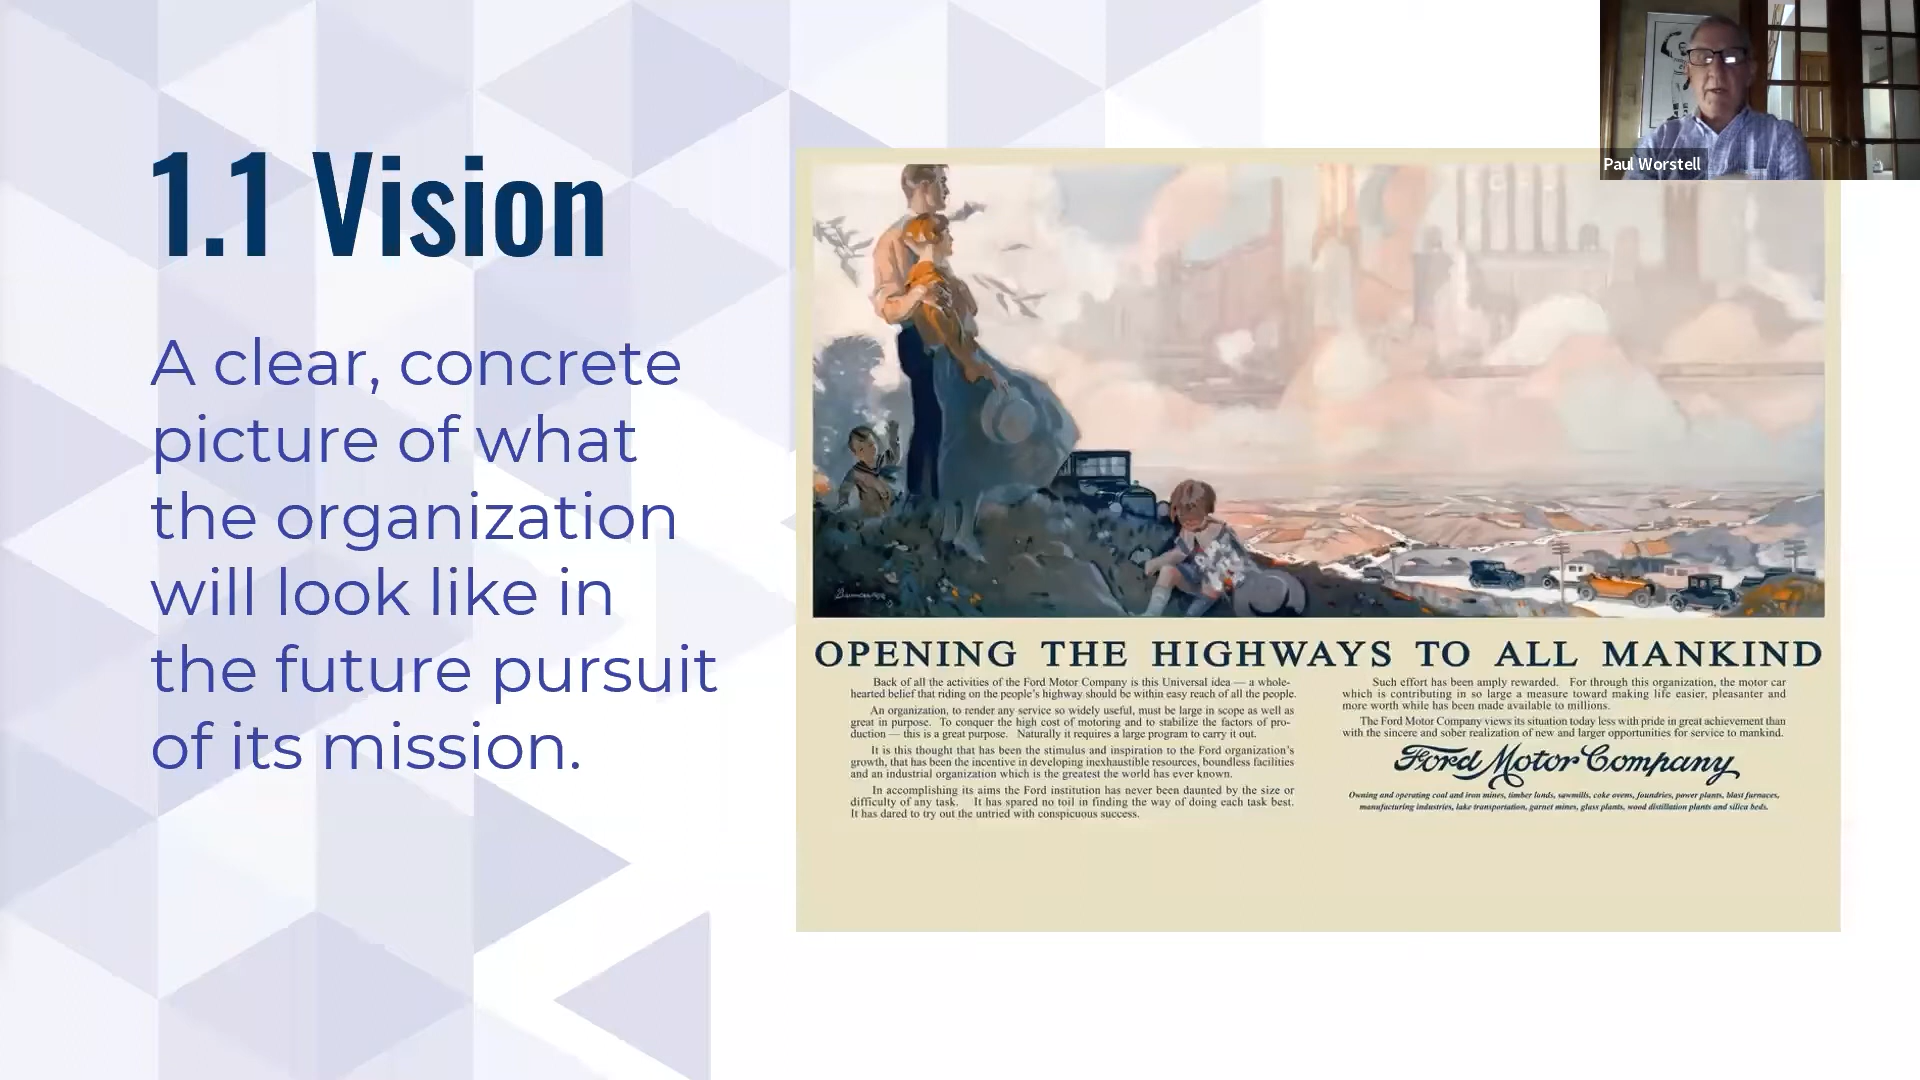 1.1 Vision
A clear, concrete
picture of what
the organization
will look like in
the future pursuit
of its mission.
Paul Worstell
OPENING THE HIGHWAYS TO ALL MANKIND
Back of all the activities of the Ford Motor Company is this Universal idea — a whole-
hearted belief that riding on the people's highway should be within easy reach of all the people.
An organization, to render any service so widely useful, must be large in scope as well as
great in purpose. To conquer the high cost of motoring and to stabilize the factors of pro-
duction — this is a great purpose. Naturally it requires a large program to carry it out.
It is this thought that has been the stimulus and inspiration to the Ford organization's
growth, that has been the incentive in developing inexhaustible resources, boundless facilities
and an industrial organization which is the greatest the world has ever known.
In accomplishing its aims the Ford institution has never been daunted by the size or
difficulty of any task. It has spared no toil in finding the way of doing each task best.
It has dared to try out the untried with conspicuous success.
Such effort has been amply rewarded. For through this organization, the motor car
which is contributing in so large a measure toward making life easier, pleasanter and
more worth while has been made available to millions.
The Ford Motor Company views its situation today less with pride in great achievement than
with the sincere and sober realization of new and larger opportunities for service to mankind.
Ford Motor Company
Owning and operating coal and iron mines, timber lands, sawmills, coke ovens, foundries, power plants, blast furnaces,
manufacturing industries, lake transportation, garnet mines, glass plants, wood distillation plants and silica beds.